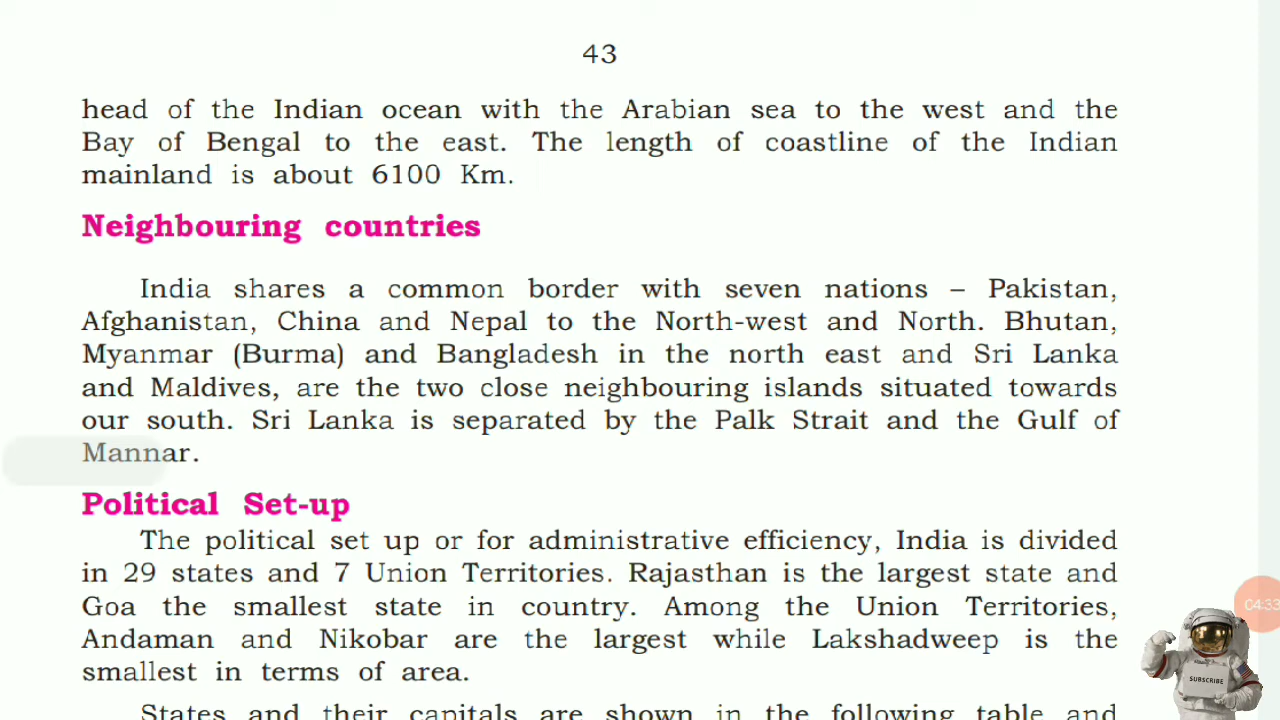 43
head of the Indian ocean with the Arabian sea to the west and the
Bay of Bengal to the east. The length of coastline of the Indian
mainland is about 6100 Km.
Neighbouring countries
India shares a common border with seven nations – Pakistan,
Afghanistan, China and Nepal to the North-west and North. Bhutan,
Myanmar (Burma) and Bangladesh in the north east and Sri Lanka
and Maldives, are the two close neighbouring islands situated towards
our south. Sri Lanka is separated by the Palk Strait and the Gulf of
Mannar.
Political Set-up
The political set up or for administrative efficiency, India is divided
in 29 states and 7 Union Territories. Rajasthan is the largest state and
Goa the smallest state in country. Among the Union Territories,
Andaman and Nikobar are the largest while Lakshadweep is the
smallest in terms of area.
States and their capitals are shown in the following table and
04:33
SUBSCRIBE